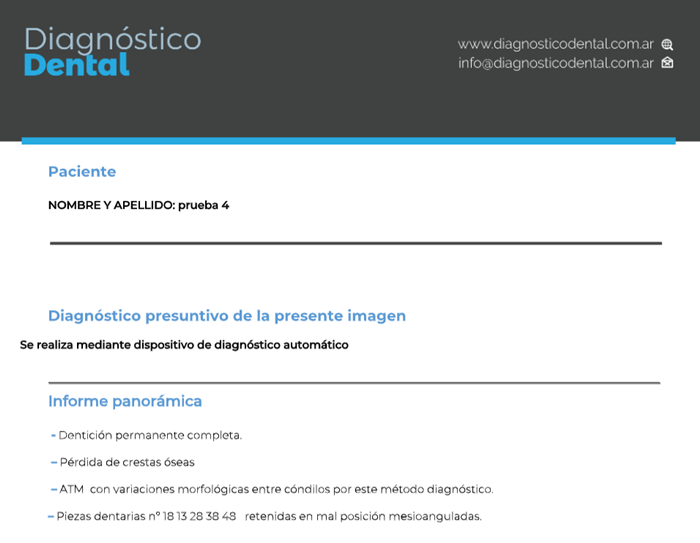 Diagnóstico
Dental
www.diagnosticodental.com.ar
info@diagnosticodental.com.ar
Paciente
NOMBRE Y APELLIDO: prueba 4
Diagnóstico presuntivo de la presente imagen
Se realiza mediante dispositivo de diagnóstico automático
Informe panorámica
- Dentición permanente completa.
– Pérdida de crestas óseas
– ATM con variaciones morfológicas entre cóndilos por este método diagnóstico.
– Piezas dentarias nº 18 13 28 38 48 retenidas en mal posición mesioanguladas.